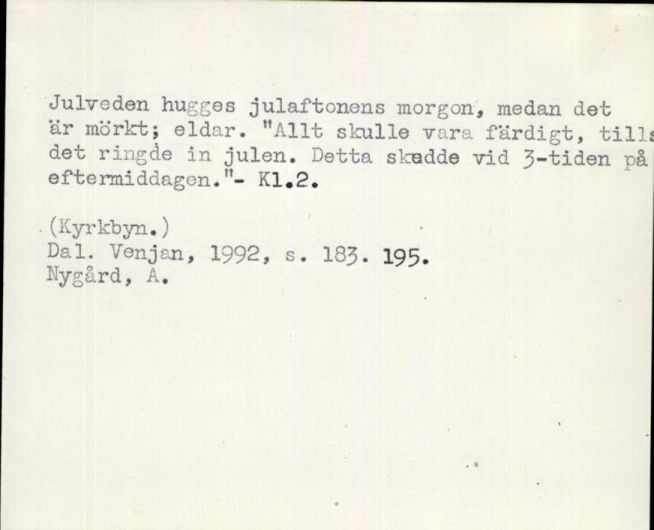 Julveden hugges julaftonens morgon, medan det
är mörkt; eldar. "Allt skulle vara färdigt, tills
det ringde in julen. Detta skedde vid 3-tiden på
eftermiddagen."- Kl.2.
(Kyrkbyn.)
Dal. Venjan, 1992, s. 183. 195.
Nygård, A.